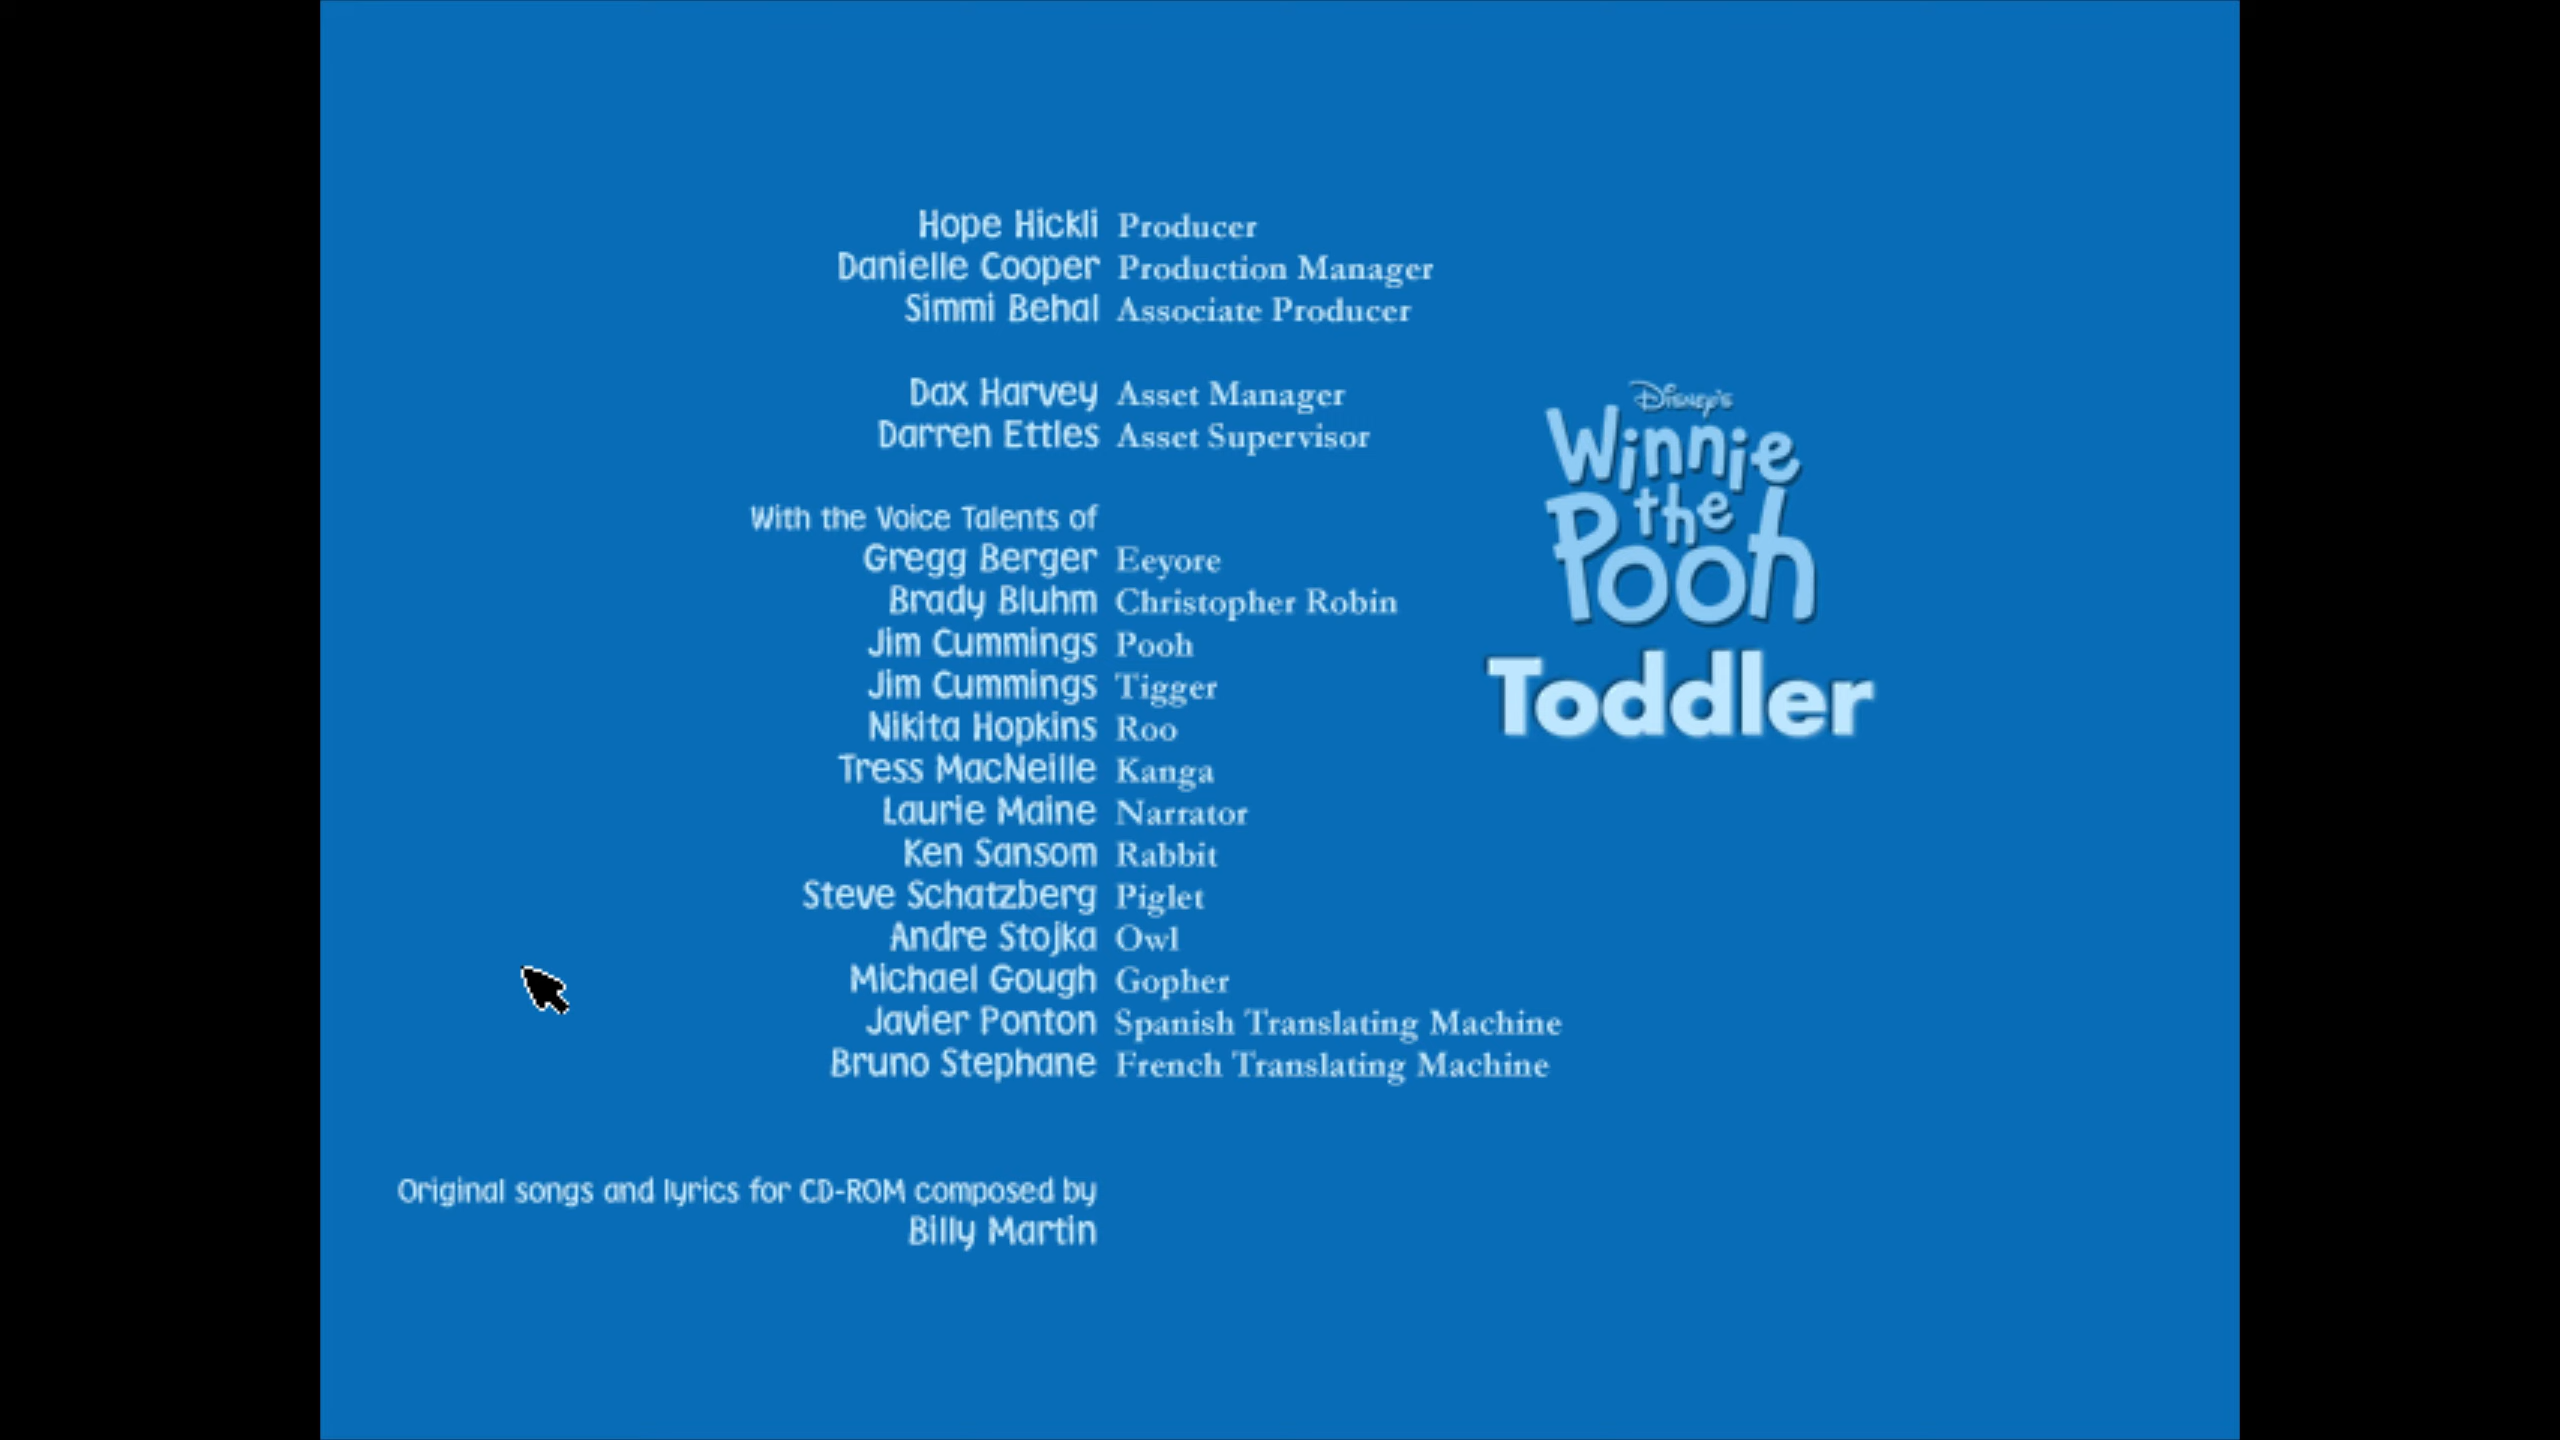 Hope Hickli Producer
Danielle Cooper Production Manager
Simmi Behal Associate Producer
Dax Harvey Asset Manager
Darren Ettles Asset Supervisor
With the Voice Talents of
Gregg Berger Eeyore
Brady Bluhm Christopher Robin
Jim Cummings Pooh
Jim Cummings Tigger
Nikita Hopkins Roo
Tress MacNeille Kanga
Laurie Maine Narrator
Ken Sansom Rabbit
Steve Schatzberg Piglet
Andre Stojka Owl
Michael Gough Gopher
Javier Ponton Spanish Translating Machine
Bruno Stephane French Translating Machine
Original songs and lyrics for CD-ROM composed by
Billy Martin
Disney's
Winnie
the
Pooh
Toddler